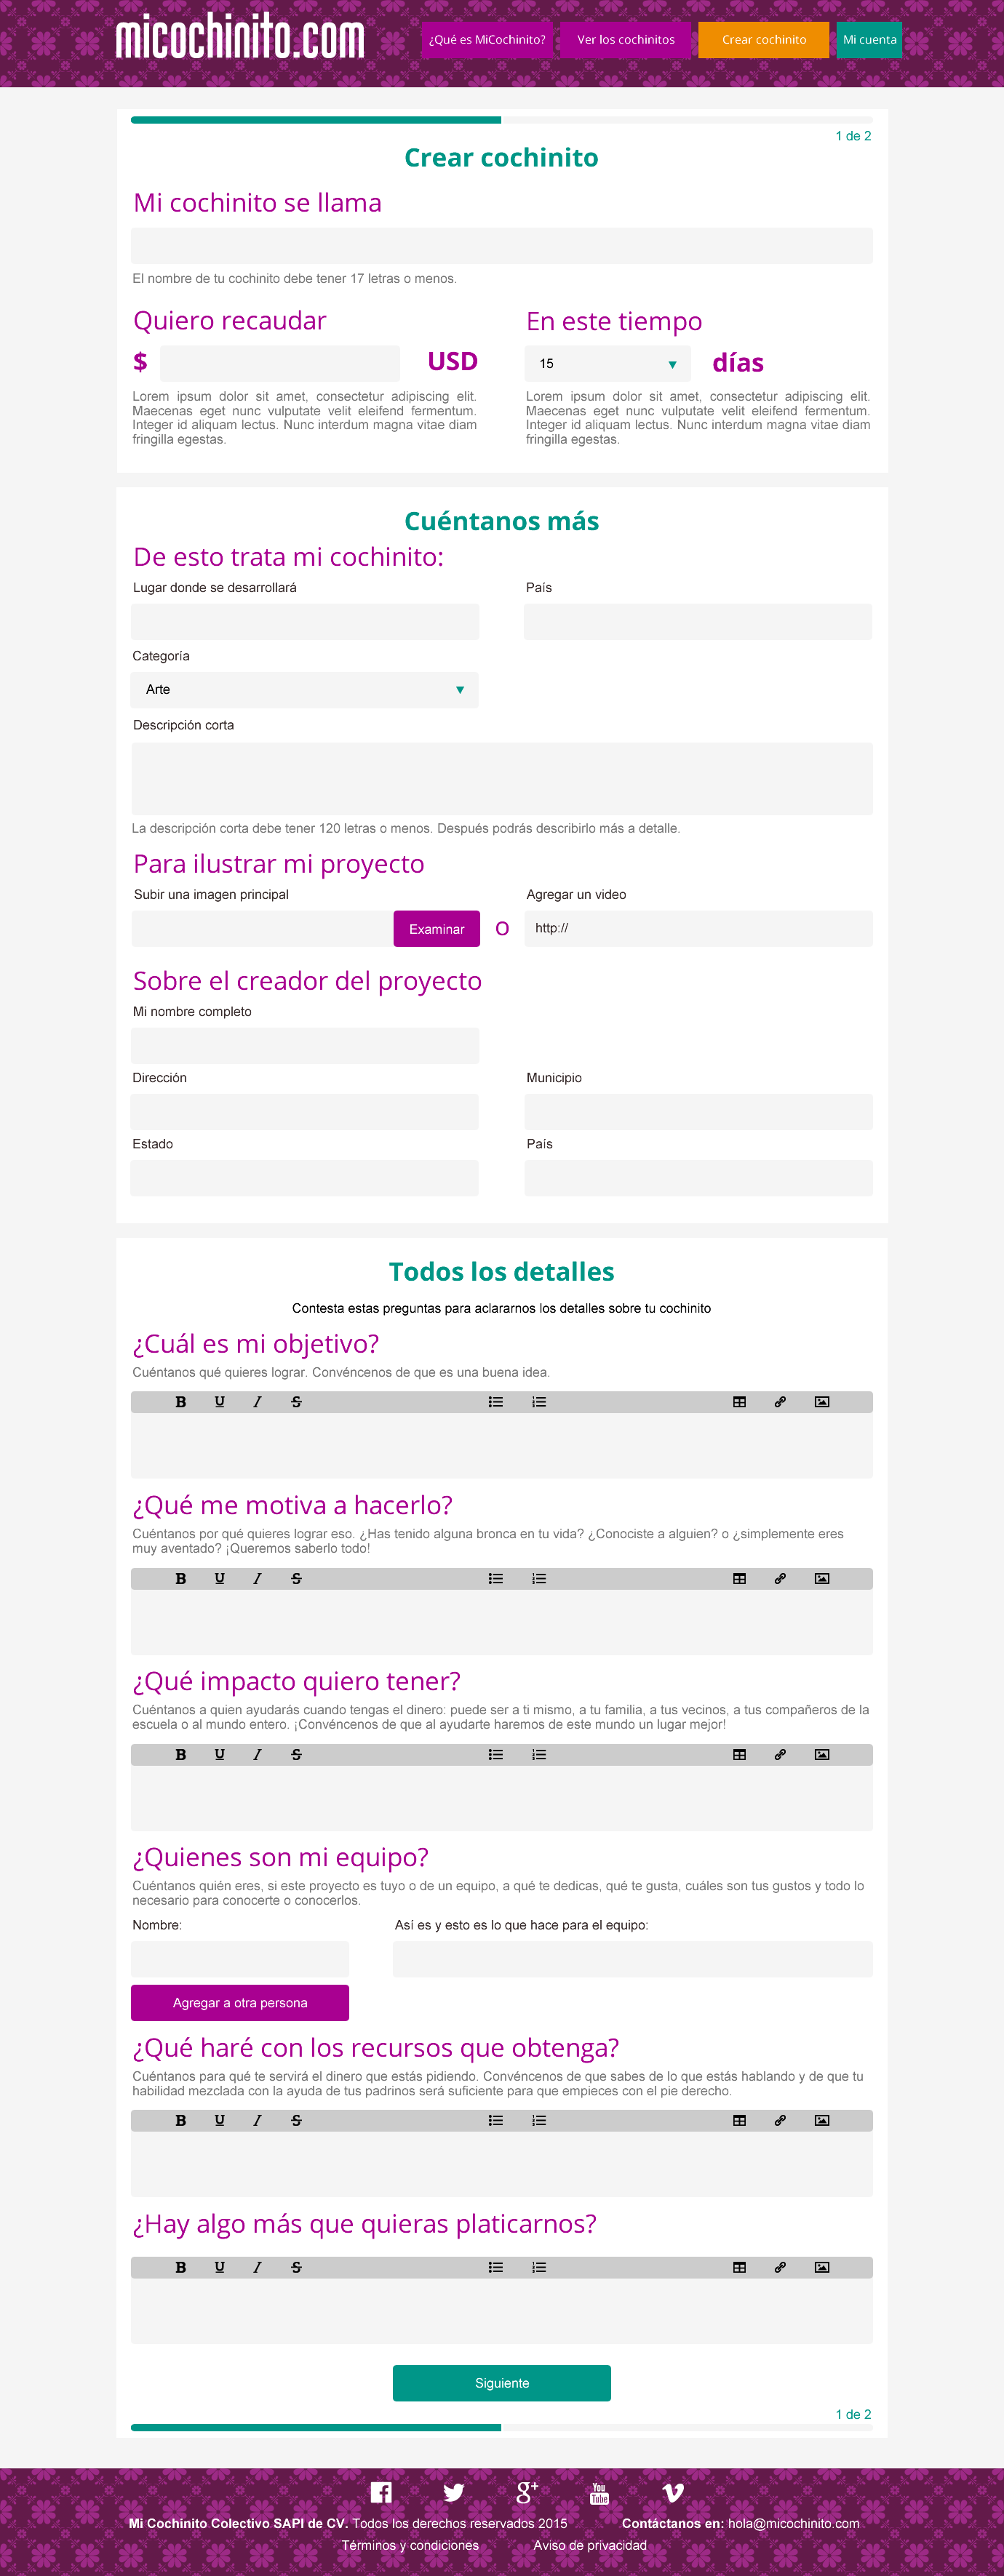 micochinito.com
¿Qué es MiCochinito?
Ver los cochinitos
Crear cochinito
Mi cuenta
1 de 2
Crear cochinito
Mi cochinito se llama
El nombre de tu cochinito debe tener 17 letras o menos.
Quiero recaudar
En este tiempo
$
USD
15
días
Lorem ipsum dolor sit amet, consectetur adipiscing elit.
Maecenas eget nunc vulputate velit eleifend fermentum.
Integer id aliquam lectus. Nunc interdum magna vitae diam
fringilla egestas.
Lorem ipsum dolor sit amet, consectetur adipiscing elit.
Maecenas eget nunc vulputate velit eleifend fermentum.
Integer id aliquam lectus. Nunc interdum magna vitae diam
fringilla egestas.
Cuéntanos más
De esto trata mi cochinito:
Lugar donde se desarrollará
País
Categoría
Arte
Descripción corta
La descripción corta debe tener 120 letras o menos. Después podrás describirlo más a detalle.
Para ilustrar mi proyecto
Subir una imagen principal
Agregar un video
Examinar
O
http://
Sobre el creador del proyecto
Mi nombre completo
Dirección
Municipio
Estado
País
Todos los detalles
Contesta estas preguntas para aclararnos los detalles sobre tu cochinito
¿Cuál es mi objetivo?
Cuéntanos qué quieres lograr. Convéncenos de que es una buena idea.
B U I S
¿Qué me motiva a hacerlo?
Cuéntanos por qué quieres lograr eso. ¿Has tenido alguna bronca en tu vida? ¿Conociste a alguien? o ¿simplemente eres
muy aventado? ¡Queremos saberlo todo!
B U I S
¿Qué impacto quiero tener?
Cuéntanos a quien ayudarás cuando tengas el dinero: puede ser a ti mismo, a tu familia, a tus vecinos, a tus compañeros de la
escuela o al mundo entero. ¡Convéncenos de que al ayudarte haremos de este mundo un lugar mejor!
B U I S
¿Quienes son mi equipo?
Cuéntanos quién eres, si este proyecto es tuyo o de un equipo, a qué te dedicas, qué te gusta, cuáles son tus gustos y todo lo
necesario para conocerte o conocerlos.
Nombre:
Así es y esto es lo que hace para el equipo:
Agregar a otra persona
¿Qué haré con los recursos que obtenga?
Cuéntanos para qué te servirá el dinero que estás pidiendo. Convéncenos de que sabes de lo que estás hablando y de que tu
habilidad mezclada con la ayuda de tus padrinos será suficiente para que empieces con el pie derecho.
B U I S
¿Hay algo más que quieras platicarnos?
B U I S
Siguiente
1 de 2
g+
You Tube
Mi Cochinito Colectivo SAPI de CV. Todos los derechos reservados 2015
Contáctanos en: hola@micochinito.com
Términos y condiciones
Aviso de privacidad